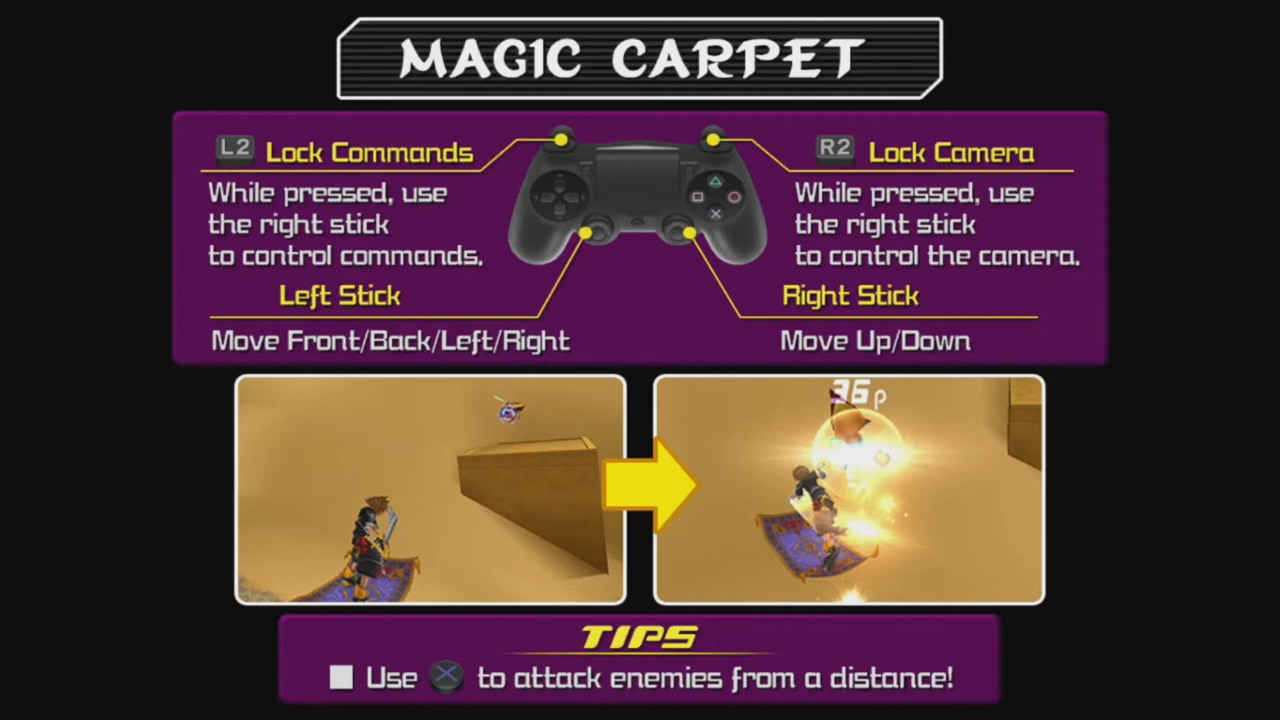 MAGIC CARPET
L2 Lock Commands
While pressed, use
the right stick
to control commands.
Left Stick
Move Front/Back/Left/Right
R2 Lock Camera
While pressed, use
the right stick
to control the camera.
Right Stick
Move Up/Down
36p
TIPS
Use to attack enemies from a distance!